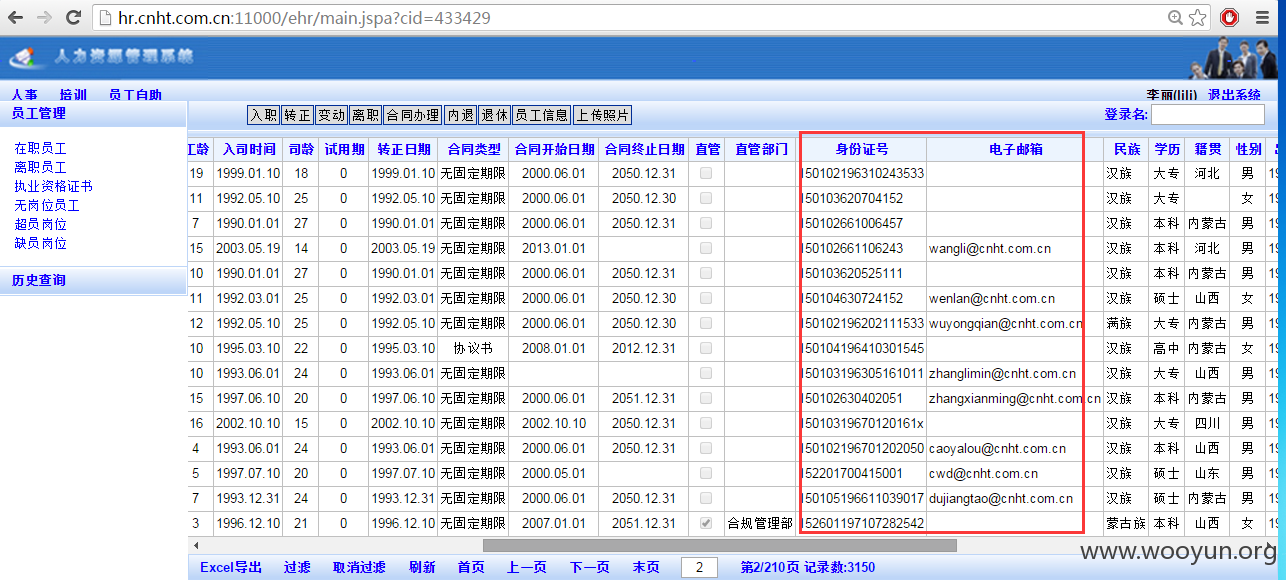 hr.cnht.com.cn:11000/ehr/main.jspa?cid=433429
人力资源管理系统
人事 培训 员工自助 李丽(lili) 退出系统
员工管理 入职 转正 变动 离职 合同办理 内退 退休 员工信息 上传照片 登录名:
在职员工
离职员工
执业资格证书
无岗位员工
超员岗位
缺员岗位
历史查询
工龄 入司时间 司龄 试用期 转正日期 合同类型 合同开始日期 合同终止日期 直管 直管部门 身份证号 电子邮箱 民族 学历 籍贯 性别
19 1999.01.10 18 0 1999.01.10 无固定期限 2000.06.01 2050.12.31 150102196310243533 汉族 大专 河北 男 19
11 1992.05.10 25 0 1992.05.10 无固定期限 2000.06.01 2050.12.30 150103620704152 汉族 大专 女 19
7 1990.01.01 27 0 1990.01.01 无固定期限 2000.06.01 2050.12.31 150102661006457 汉族 本科 内蒙古 男 19
15 2003.05.19 14 0 2003.05.19 无固定期限 2013.01.01 150102661106243 wangli@cnht.com.cn 汉族 本科 河北 男 19
10 1990.01.01 27 0 1990.01.01 无固定期限 2000.06.01 2050.12.31 150103620525111 汉族 本科 内蒙古 男 19
11 1992.03.01 25 0 1992.03.01 无固定期限 2000.06.01 2050.12.30 150104630724152 wenlan@cnht.com.cn 汉族 硕士 山西 女 19
12 1992.05.10 25 0 1992.05.10 无固定期限 2000.06.01 2050.12.30 150102196202111533 wuyongqian@cnht.com.cn 满族 大专 内蒙古 男 19
10 1995.03.10 22 0 1995.03.10 协议书 2008.01.01 2012.12.31 150104196410301545 汉族 高中 内蒙古 女 19
10 1993.06.01 24 0 1993.06.01 无固定期限 150103196305161011 zhanglimin@cnht.com.cn 汉族 大专 山西 男 19
15 1997.06.10 20 0 1997.06.10 无固定期限 2000.06.01 2051.12.31 150102630402051 zhangxianming@cnht.com.cn 汉族 本科 内蒙古 男 19
16 2002.10.10 15 0 2002.10.10 无固定期限 2002.10.10 2050.12.31 15010319670120161x 汉族 大专 四川 男 19
4 1993.06.01 24 0 1993.06.01 无固定期限 2000.06.01 2050.12.31 150102196701202050 caoyalou@cnht.com.cn 汉族 本科 山西 男 19
5 1997.07.10 20 0 1997.07.10 无固定期限 2000.05.01 152201700415001 cwd@cnht.com.cn 汉族 硕士 山东 男 19
7 1993.12.31 24 0 1993.12.31 无固定期限 2000.06.01 2050.12.31 150105196611039017 dujiangtao@cnht.com.cn 汉族 硕士 内蒙古 男 19
3 1996.12.10 21 0 1996.12.10 无固定期限 2007.01.01 2051.12.31 合规管理部 152601197107282542 蒙古族 本科 山西 女 19
www.wooyun.org
Excel导出 过滤 取消过滤 刷新 首页 上一页 下一页 末页 2 第2/210页 记录数:3150